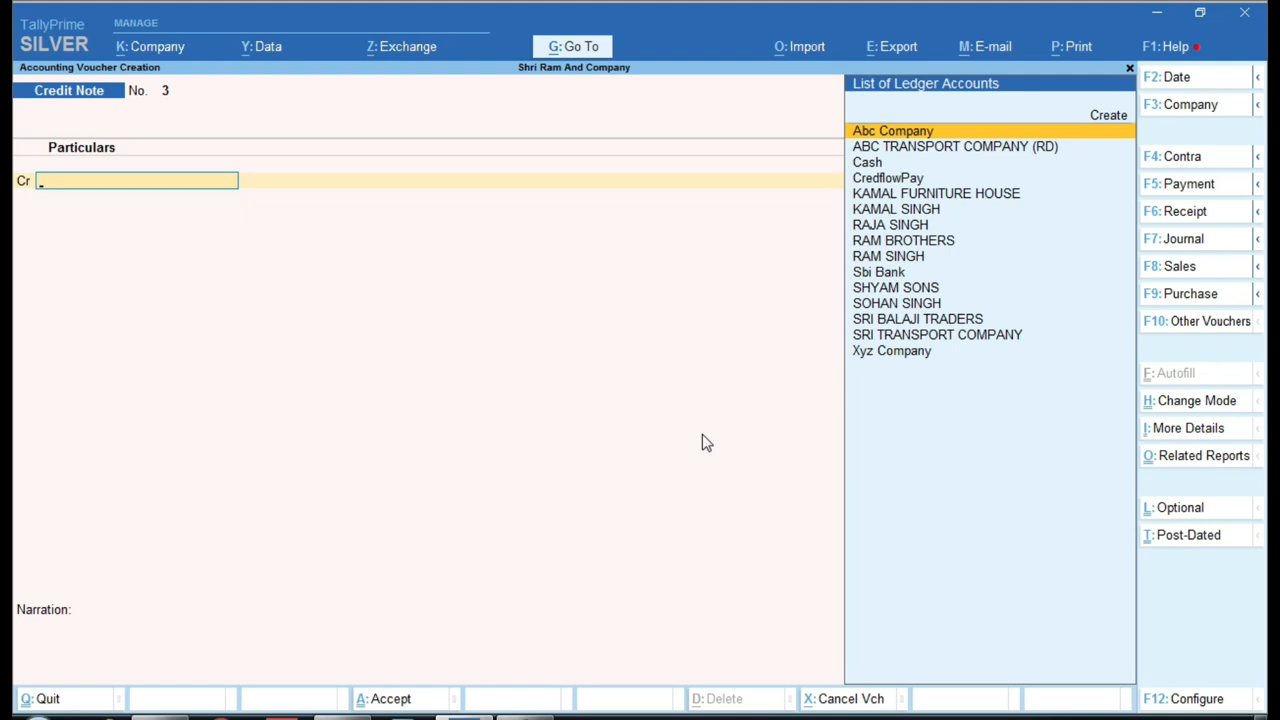 TallyPrime
MANAGE
SILVER
K: Company
Y: Data
Z: Exchange
G: Go To
O: Import
E: Export
M: E-mail
P: Print
F1: Help
Accounting Voucher Creation
Shri Ram And Company
Credit Note No. 3
Particulars
Cr
Narration:
List of Ledger Accounts
Create
Abc Company
ABC TRANSPORT COMPANY (RD)
Cash
CredflowPay
KAMAL FURNITURE HOUSE
KAMAL SINGH
RAJA SINGH
RAM BROTHERS
RAM SINGH
Sbi Bank
SHYAM SONS
SOHAN SINGH
SRI BALAJI TRADERS
SRI TRANSPORT COMPANY
Xyz Company
F2: Date
F3: Company
F4: Contra
F5: Payment
F6: Receipt
F7: Journal
F8: Sales
F9: Purchase
F10: Other Vouchers
F: Autofill
H: Change Mode
I: More Details
O: Related Reports
L: Optional
T: Post-Dated
Q: Quit
A: Accept
D: Delete
X: Cancel Vch
F12: Configure